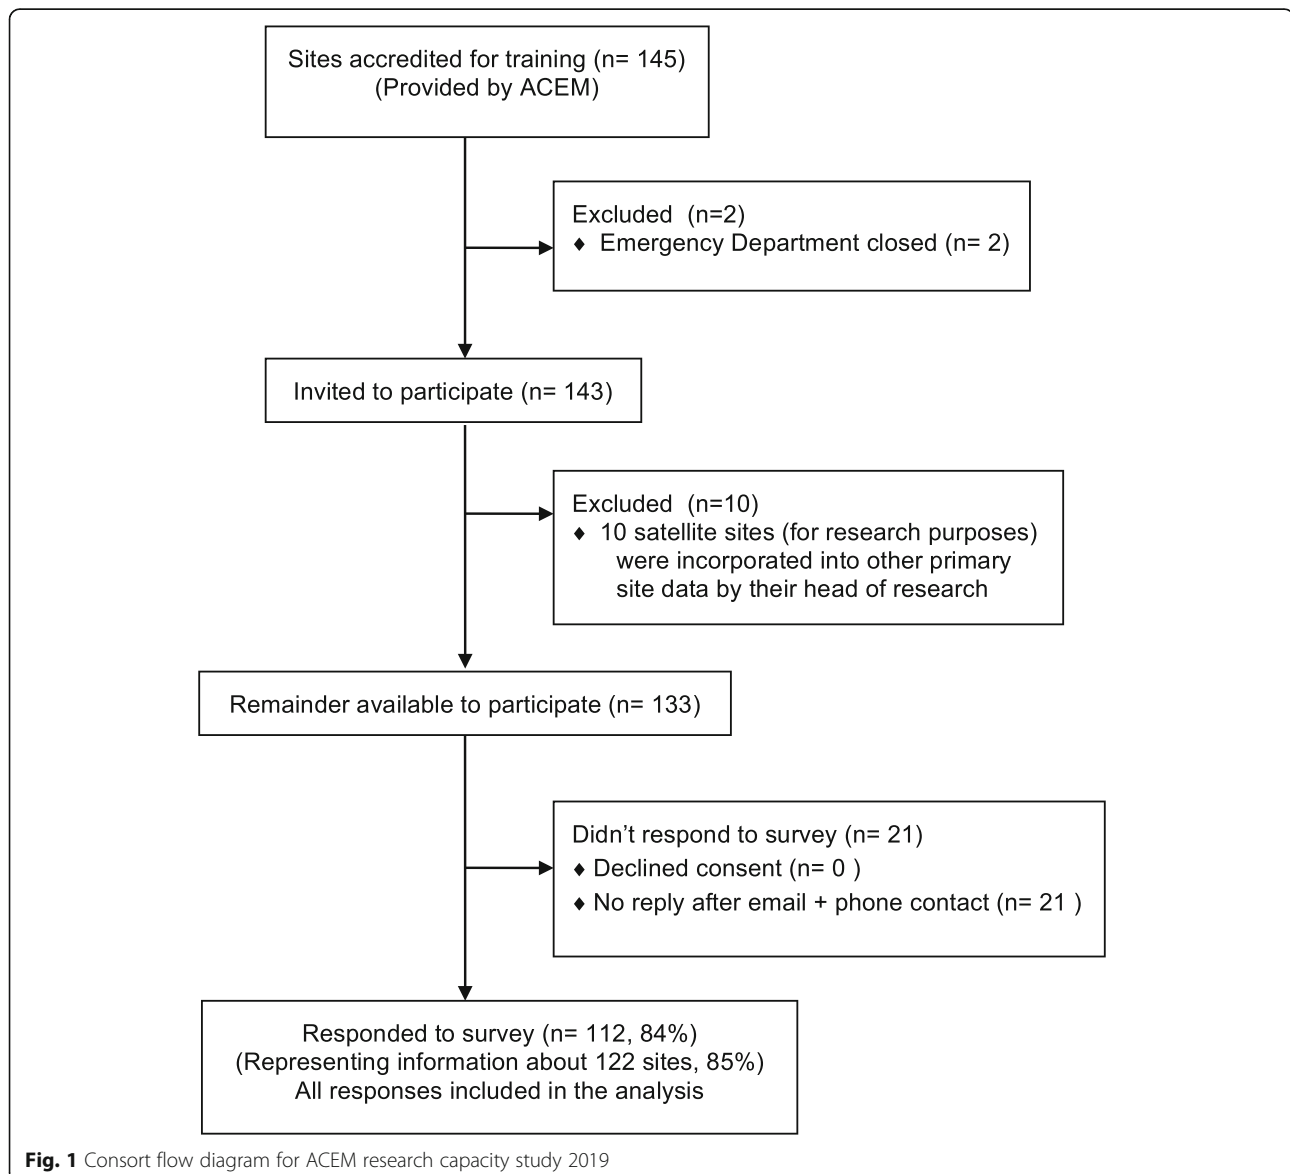 Sites accredited for training (n= 145)
(Provided by ACEM)
Excluded (n=2)
♦ Emergency Department closed (n= 2)
Invited to participate (n= 143)
Excluded (n=10)
♦ 10 satellite sites (for research purposes)
were incorporated into other primary
site data by their head of research
Remainder available to participate (n= 133)
Didn’t respond to survey (n= 21)
♦ Declined consent (n= 0 )
♦ No reply after email + phone contact (n= 21 )
Responded to survey (n= 112, 84%)
(Representing information about 122 sites, 85%)
All responses included in the analysis
Fig. 1 Consort flow diagram for ACEM research capacity study 2019